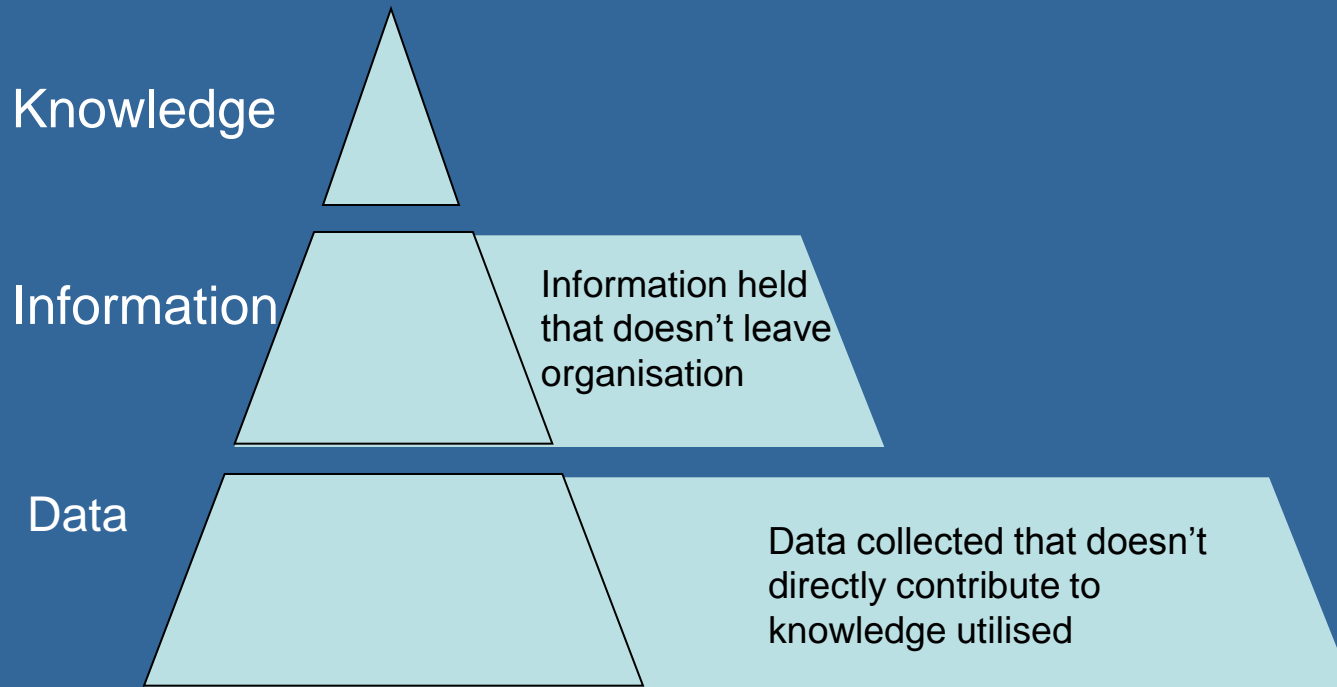 Knowledge
Information
Information held
that doesn’t leave
organisation
Data
Data collected that doesn’t
directly contribute to
knowledge utilised